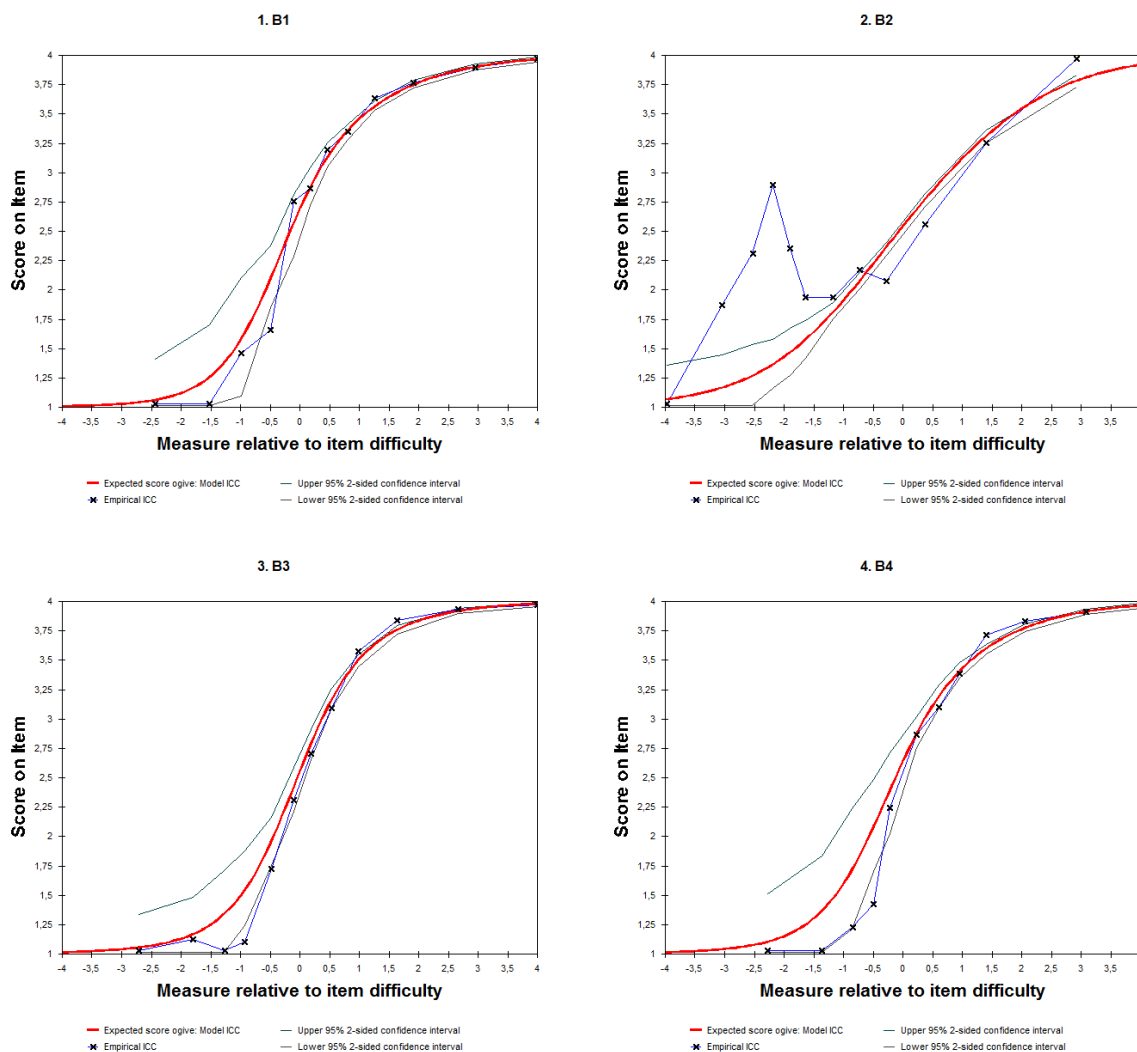 1. B1
Score on Item
4
3,75
3,5
3,25
3
2,75
2,5
2,25
2
1,75
1,5
1,25
1
-4 -3,5 -3 -2,5 -2 -1,5 -1 -0,5 0 0,5 1 1,5 2 2,5 3 3,5 4
Measure relative to item difficulty
Expected score ogive: Model ICC Upper 95% 2-sided confidence interval
Empirical ICC Lower 95% 2-sided confidence interval
2. B2
Score on Item
4
3,75
3,5
3,25
3
2,75
2,5
2,25
2
1,75
1,5
1,25
1
-4 -3,5 -3 -2,5 -2 -1,5 -1 -0,5 0 0,5 1 1,5 2 2,5 3 3,5
Measure relative to item difficulty
Expected score ogive: Model ICC Upper 95% 2-sided confidence interval
Empirical ICC Lower 95% 2-sided confidence interval
3. B3
Score on Item
4
3,75
3,5
3,25
3
2,75
2,5
2,25
2
1,75
1,5
1,25
1
-4 -3,5 -3 -2,5 -2 -1,5 -1 -0,5 0 0,5 1 1,5 2 2,5 3 3,5 4
Measure relative to item difficulty
Expected score ogive: Model ICC Upper 95% 2-sided confidence interval
Empirical ICC Lower 95% 2-sided confidence interval
4. B4
Score on Item
4
3,75
3,5
3,25
3
2,75
2,5
2,25
2
1,75
1,5
1,25
1
-4 -3,5 -3 -2,5 -2 -1,5 -1 -0,5 0 0,5 1 1,5 2 2,5 3 3,5
Measure relative to item difficulty
Expected score ogive: Model ICC Upper 95% 2-sided confidence interval
Empirical ICC Lower 95% 2-sided confidence interval